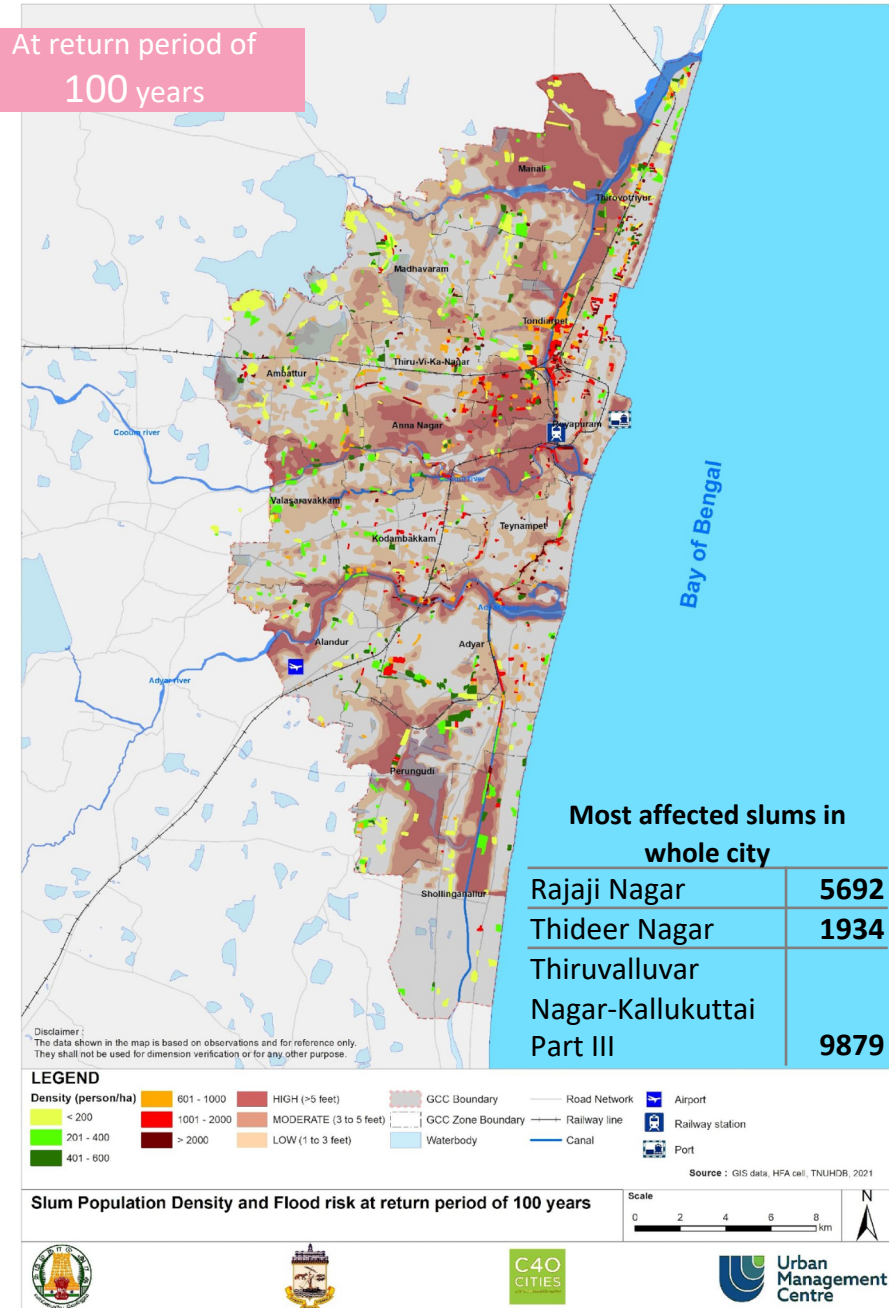 At return period of
100 years
Manali
Thirovotriyur
Madhavaram
Tondiarpet
Thiru-Vi-Ka-Nagar
Ambattur
Anna Nagar
Cooum river
Valasaravakkam
Teynampet
Kodambakkam
Bay of Bengal
Alandur
Adyar
Adyar river
Perungudi
Shollinganallur
Most affected slums in
whole city
Rajaji Nagar 5692
Thideer Nagar 1934
Thiruvalluvar
Nagar-Kallukuttai
Part III 9879
Disclaimer :
The data shown in the map is based on observations and for reference only.
They shall not be used for dimension verification or for any other purpose.
LEGEND
Density (person/ha)
< 200
201 - 400
401 - 600
601 - 1000
1001 - 2000
> 2000
HIGH (>5 feet)
MODERATE (3 to 5 feet)
LOW (1 to 3 feet)
GCC Boundary
GCC Zone Boundary
Waterbody
Road Network
Railway line
Canal
Airport
Railway station
Port
Source : GIS data, HFA cell, TNUHDB, 2021
Slum Population Density and Flood risk at return period of 100 years
Scale
0 2 4 6 8
km
N
C40
CITIES
Urban
Management
Centre